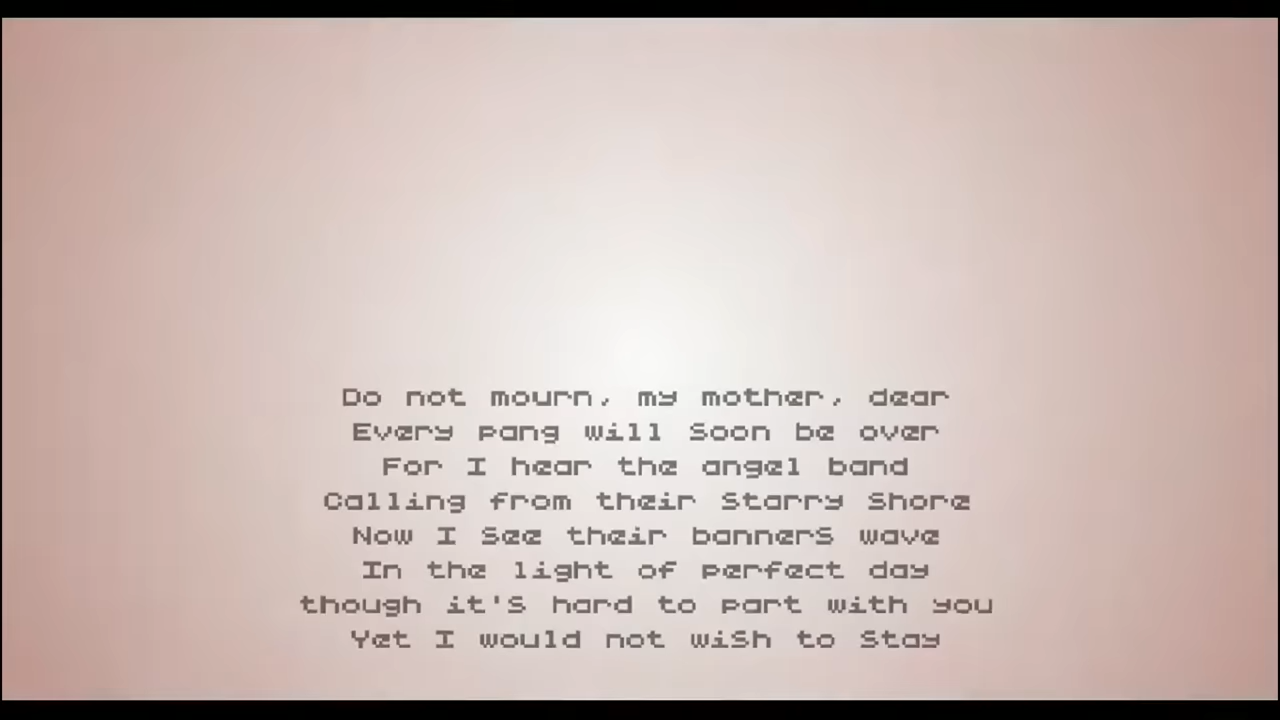 Do not mourn, my mother, dear
Every pang will Soon be over
For I hear the angel band
Calling from their Starry Shore
Now I See their bannerS wave
In the light of perfect day
though it'S hard to part with you
Yet I would not wiSh to Stay